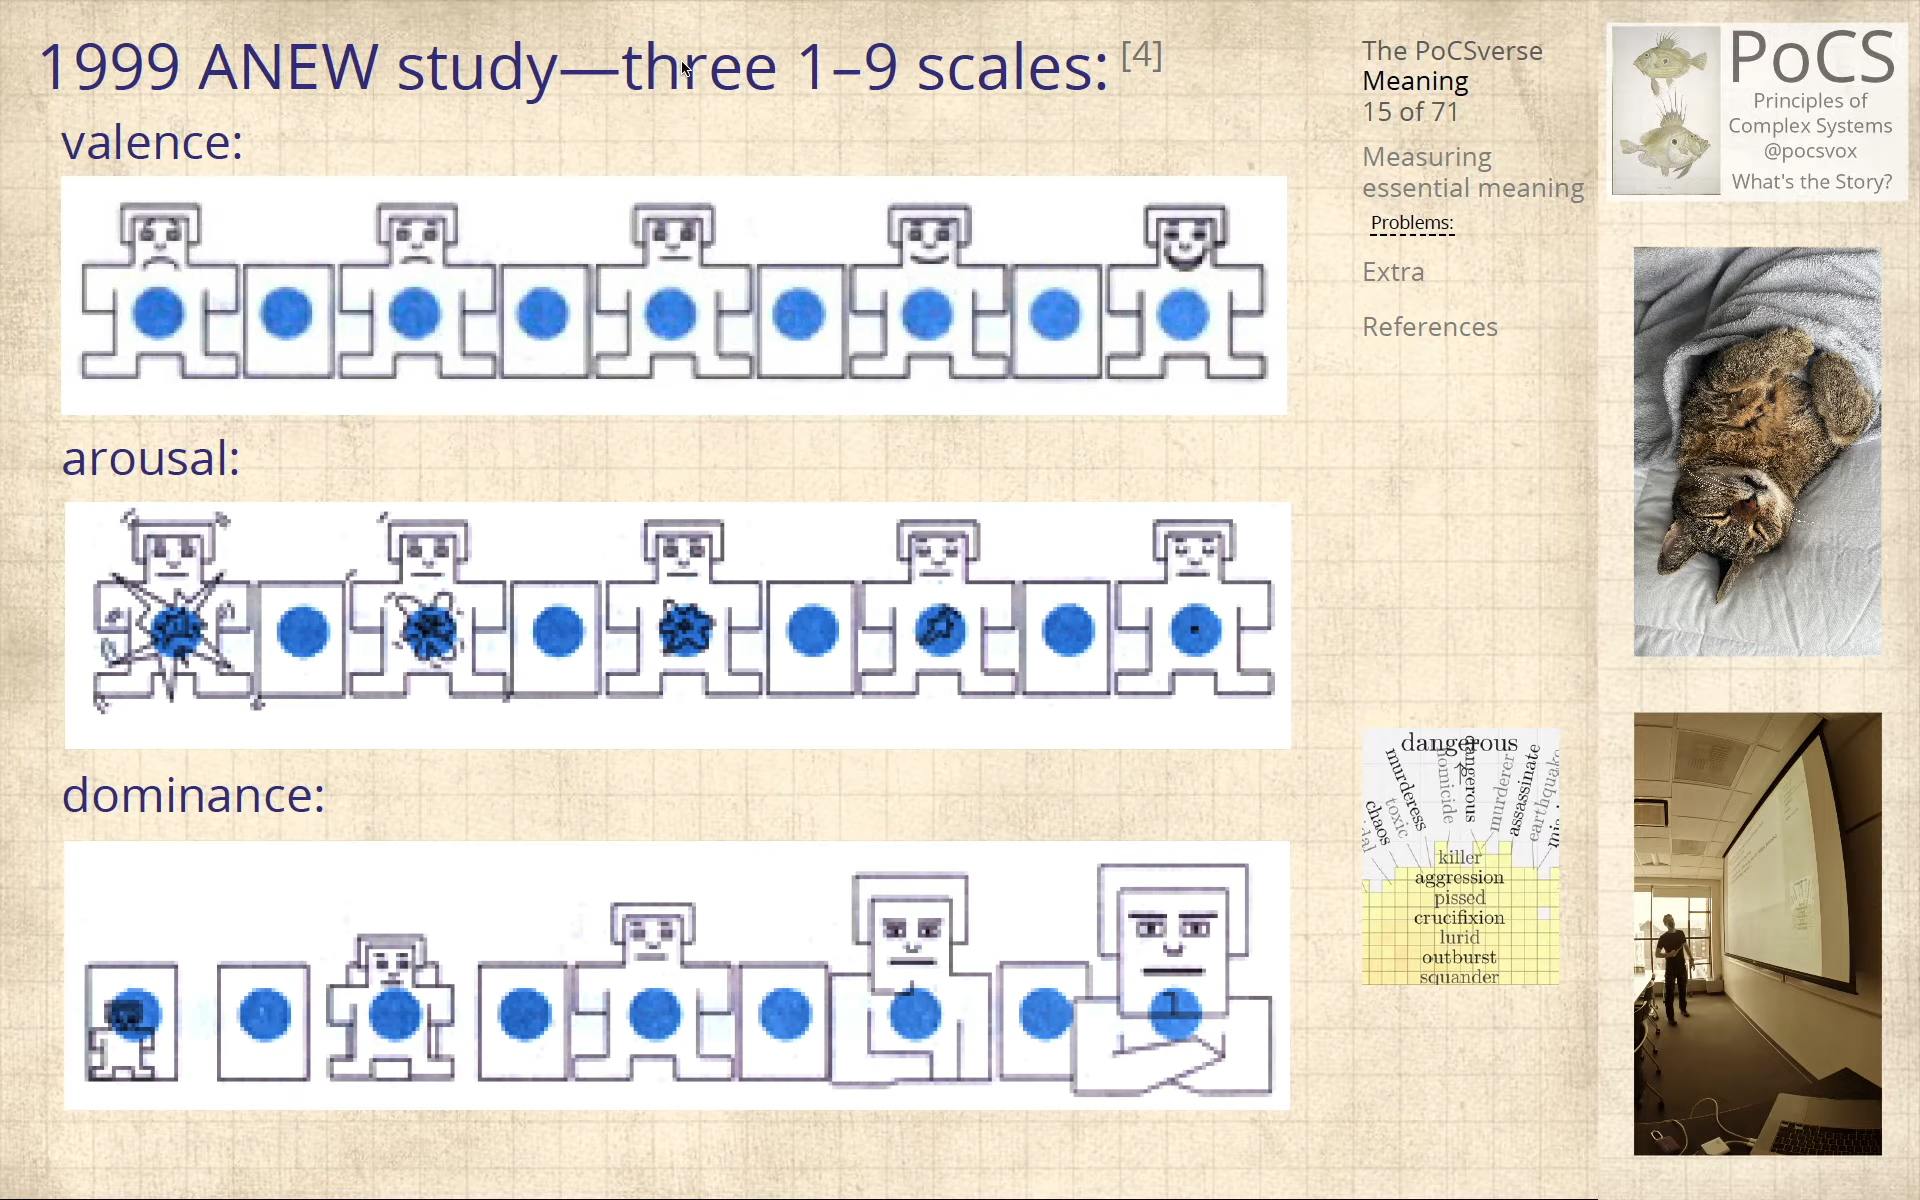 1999 ANEW study—three 1–9 scales: [4]
valence:
arousal:
dominance:
The PoCSverse
Meaning
15 of 71
Measuring
essential meaning
Problems:
Extra
References
dangerous
murderess
homicide
dangerous
murderer
assassinate
earthquake
chaos
toxic
killer
aggression
pissed
crucifixion
lurid
outburst
squander
PoCS
Principles of
Complex Systems
@pocsvox
What's the Story?